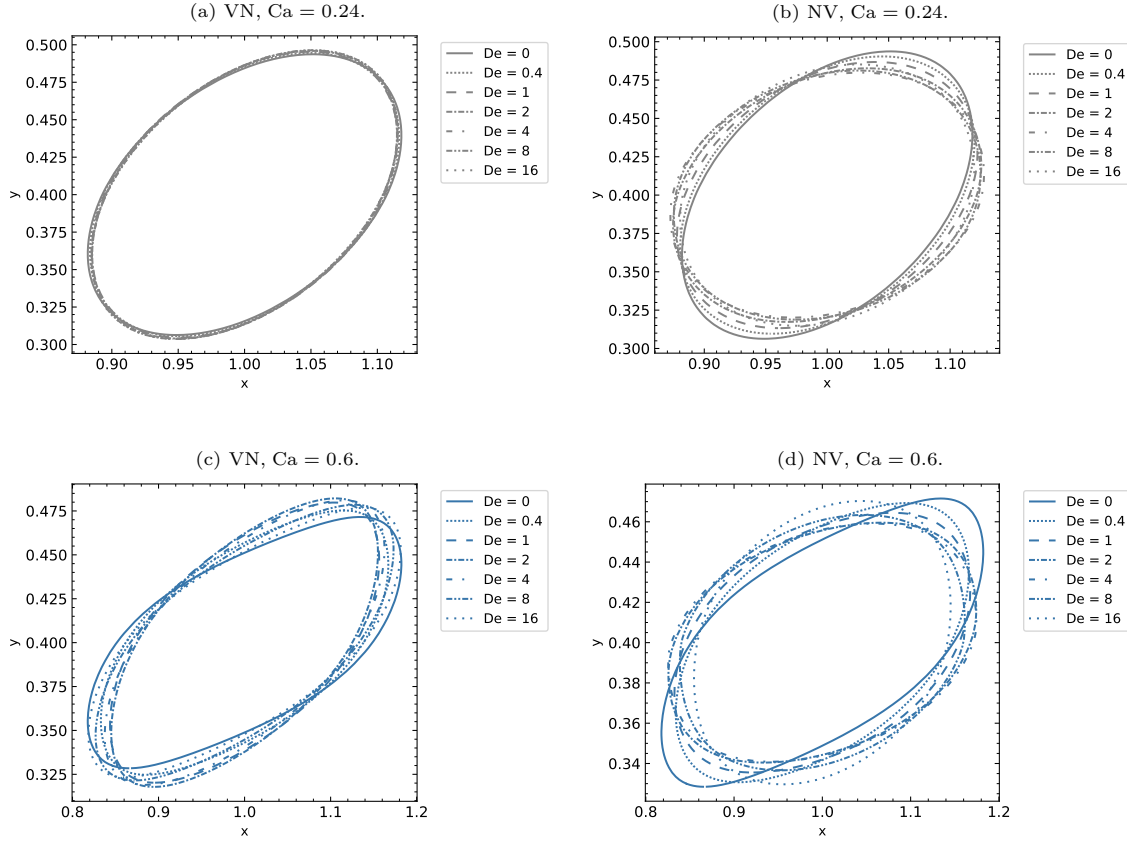 (a) VN, Ca = 0.24.
0.500
0.475
0.450
0.425
0.400
0.375
0.350
0.325
0.300
y
0.90 0.95 1.00 1.05 1.10
x
De = 0
De = 0.4
De = 1
De = 2
De = 4
De = 8
De = 16
(b) NV, Ca = 0.24.
0.500
0.475
0.450
0.425
0.400
0.375
0.350
0.325
0.300
y
0.90 0.95 1.00 1.05 1.10
x
De = 0
De = 0.4
De = 1
De = 2
De = 4
De = 8
De = 16
(c) VN, Ca = 0.6.
0.475
0.450
0.425
0.400
0.375
0.350
0.325
y
0.8 0.9 1.0 1.1 1.2
x
De = 0
De = 0.4
De = 1
De = 2
De = 4
De = 8
De = 16
(d) NV, Ca = 0.6.
0.46
0.44
0.42
0.40
0.38
0.36
0.34
y
0.8 0.9 1.0 1.1 1.2
x
De = 0
De = 0.4
De = 1
De = 2
De = 4
De = 8
De = 16